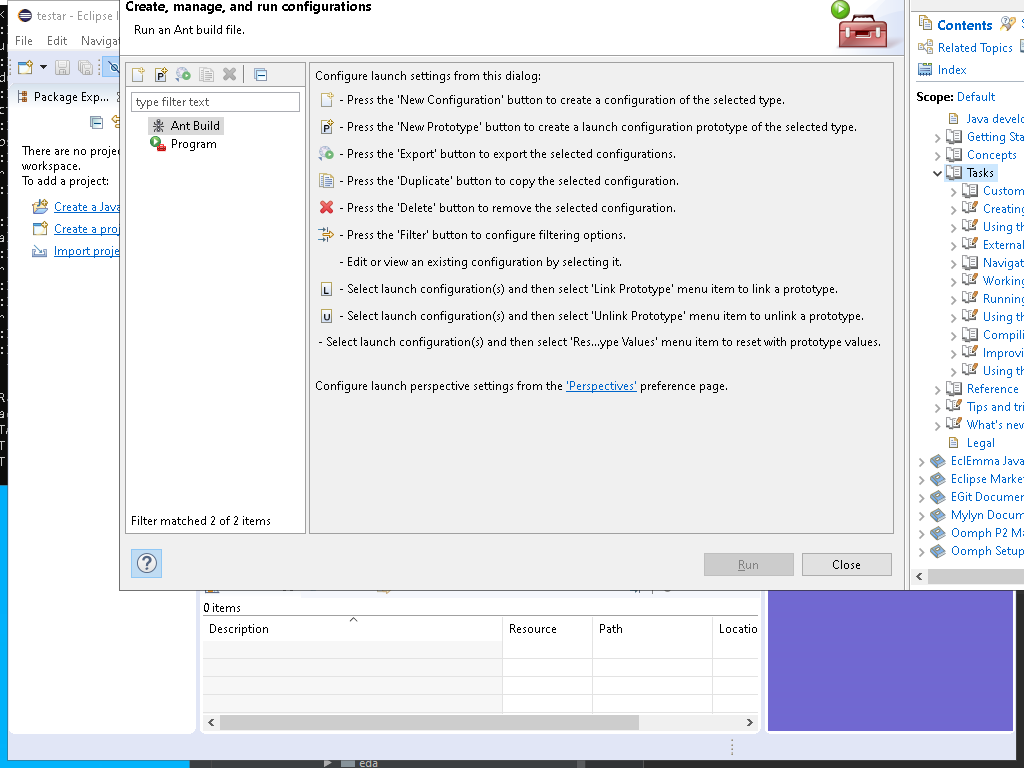 testar - Eclipse I
File Edit Navigat
Package Exp...
There are no projec
workspace.
To add a project:
Create a Java
Create a proj
Import proje
Create, manage, and run configurations
Run an Ant build file.
type filter text
Ant Build
Program
Filter matched 2 of 2 items
Configure launch settings from this dialog:
- Press the 'New Configuration' button to create a configuration of the selected type.
- Press the 'New Prototype' button to create a launch configuration prototype of the selected type.
- Press the 'Export' button to export the selected configurations.
- Press the 'Duplicate' button to copy the selected configuration.
- Press the 'Delete' button to remove the selected configuration.
- Press the 'Filter' button to configure filtering options.
- Edit or view an existing configuration by selecting it.
L - Select launch configuration(s) and then select 'Link Prototype' menu item to link a prototype.
U - Select launch configuration(s) and then select 'Unlink Prototype' menu item to unlink a prototype.
- Select launch configuration(s) and then select 'Res...ype Values' menu item to reset with prototype values.
Configure launch perspective settings from the 'Perspectives' preference page.
Run Close
Contents
Related Topics
Index
Scope: Default
Java develo
Getting Sta
Concepts
Tasks
Custom
Creating
Using th
External
Navigat
Working
Running
Using th
Compili
Improvi
Using th
Reference
Tips and tri
What's new
Legal
EclEmma Java
Eclipse Marke
EGit Documen
Mylyn Docum
Oomph P2 Ma
Oomph Setup
0 items
Description Resource Path Locatio
eda